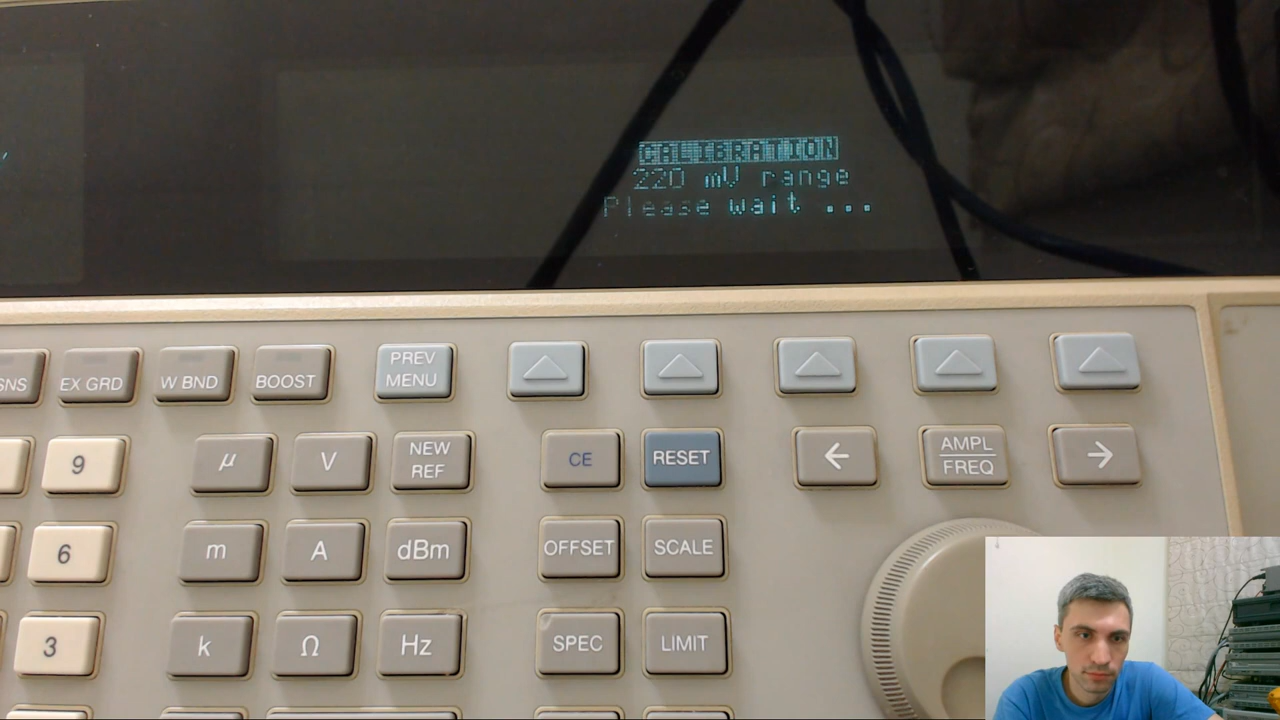 CALIBRATION
220 mV range
Please wait ...
SNS
EX GRD
W BND
BOOST
PREV
MENU
9
µ
V
NEW
REF
CE
RESET
←
AMPL
FREQ
→
6
m
A
dBm
OFFSET
SCALE
3
k
Ω
Hz
SPEC
LIMIT